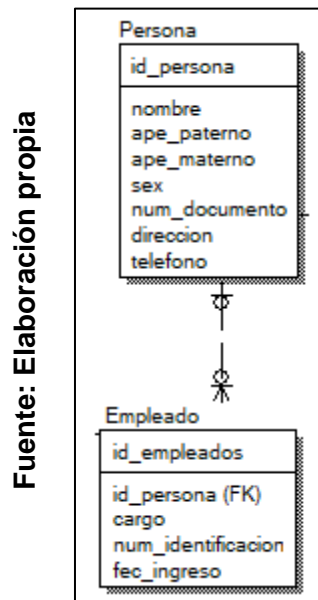 Fuente: Elaboración propia
Persona
id_persona
nombre
ape_paterno
ape_materno
sex
num_documento
direccion
telefono
Empleado
id_empleados
id_persona (FK)
cargo
num_identificacion
fec_ingreso